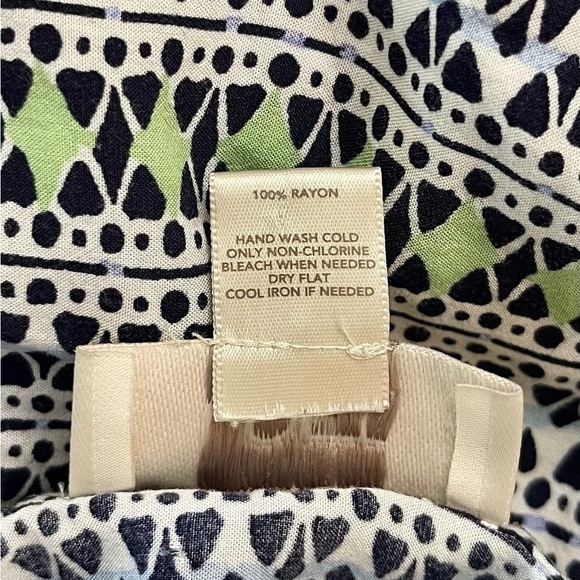 100% RAYON
HAND WASH COLD
ONLY NON-CHLORINE
BLEACH WHEN NEEDED
DRY FLAT
COOL IRON IF NEEDED